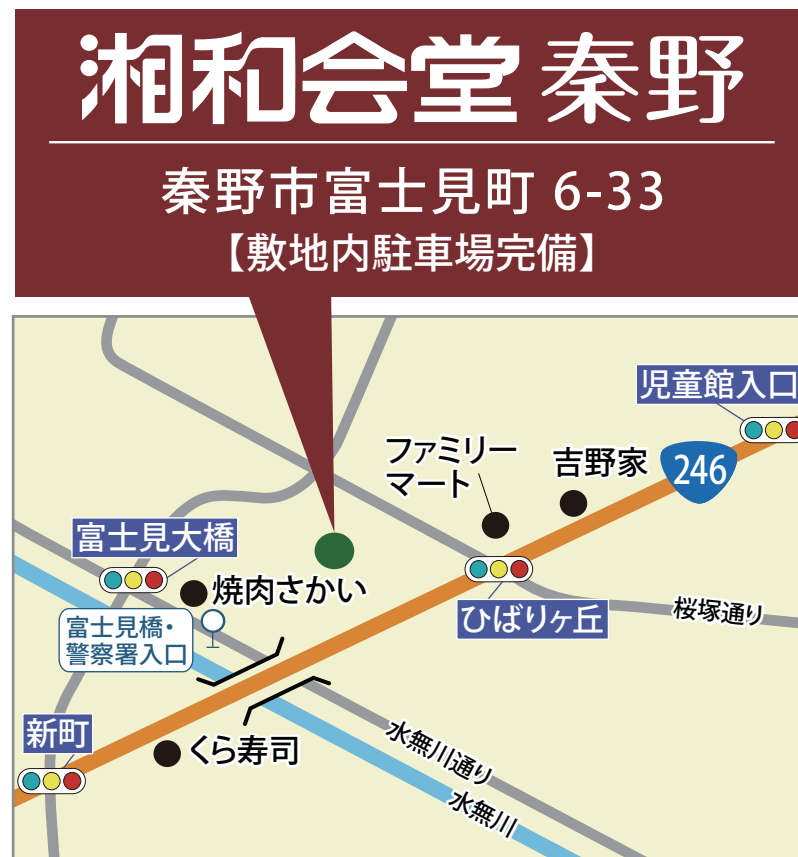 湘和会堂 秦野
秦野市富士見町 6-33
【敷地内駐車場完備】
児童館入口
ファミリー
マート
吉野家
246
富士見大橋
焼肉さかい
ひばりヶ丘
桜塚通り
富士見橋・
警察署入口
新町
くら寿司
水無川通り
水無川